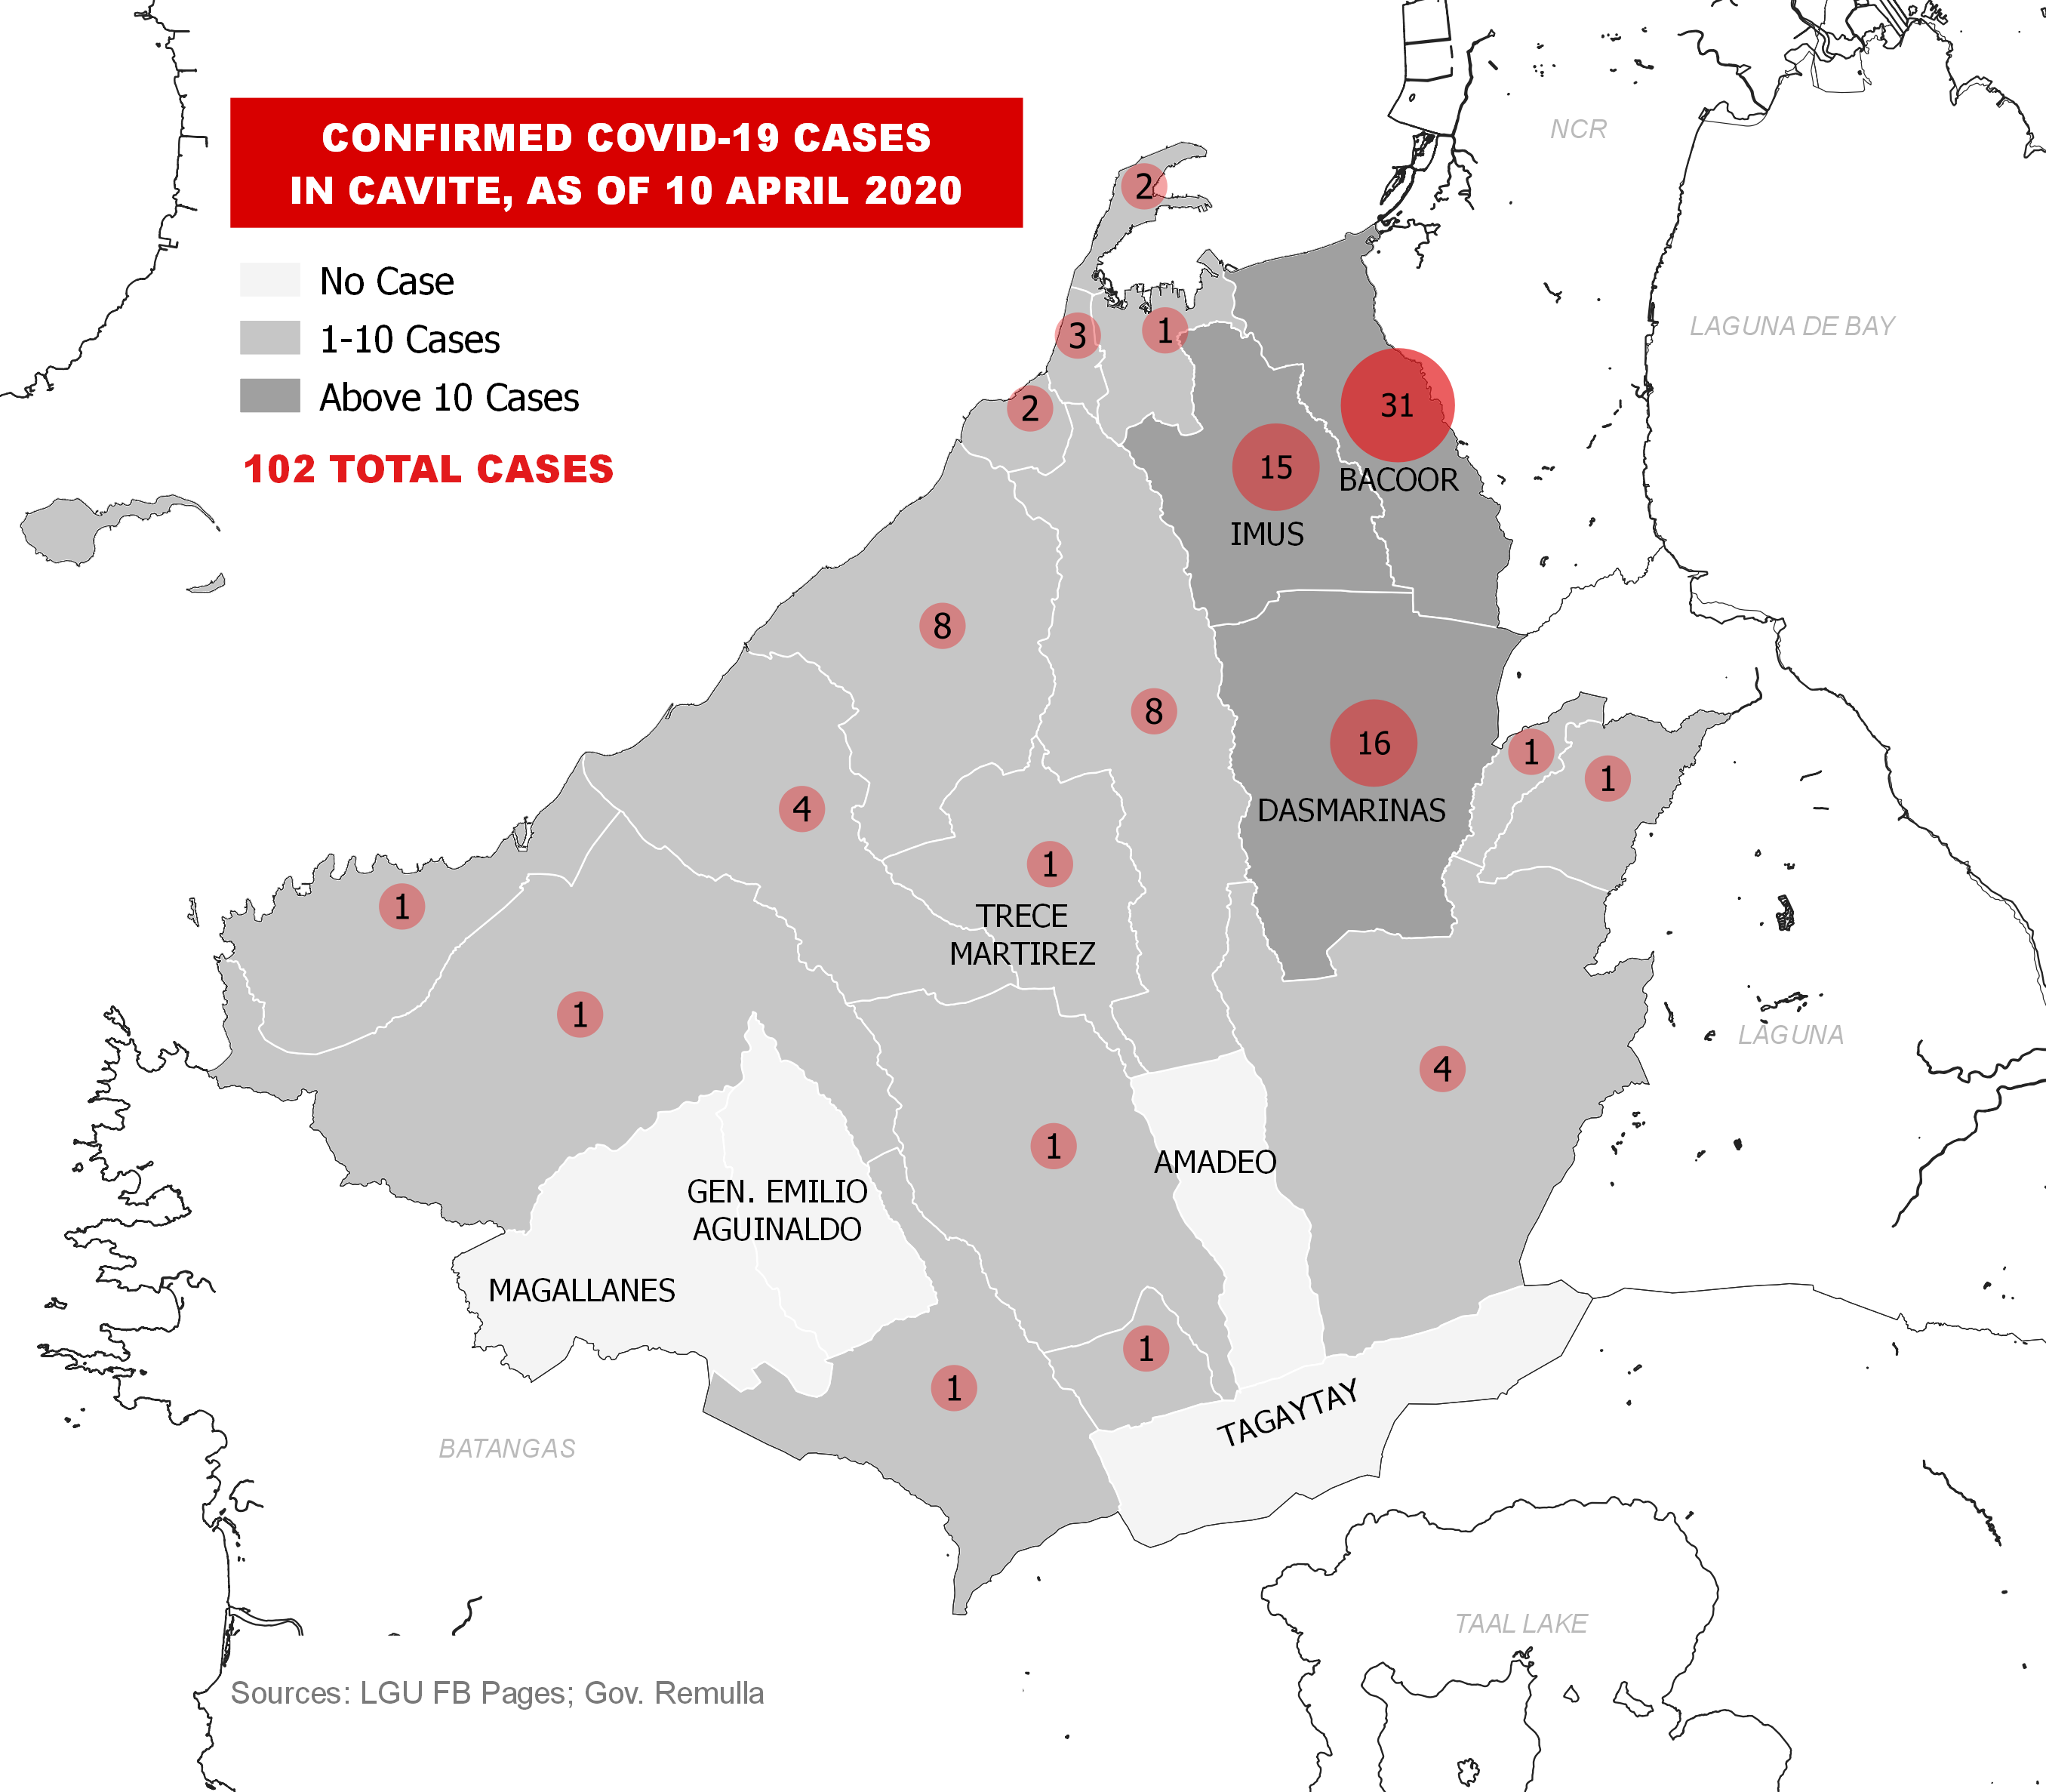 CONFIRMED COVID-19 CASES
IN CAVITE, AS OF 10 APRIL 2020
No Case
1-10 Cases
Above 10 Cases
102 TOTAL CASES
NCR
2
LAGUNA DE BAY
3
1
2
31
BACOOR
15
IMUS
8
8
16
DASMARINAS
1
1
4
1
TRECE
MARTIREZ
1
1
LAGUNA
4
1
AMADEO
GEN. EMILIO
AGUINALDO
MAGALLANES
1
1
TAGAYTAY
BATANGAS
TAAL LAKE
Sources: LGU FB Pages; Gov. Remulla